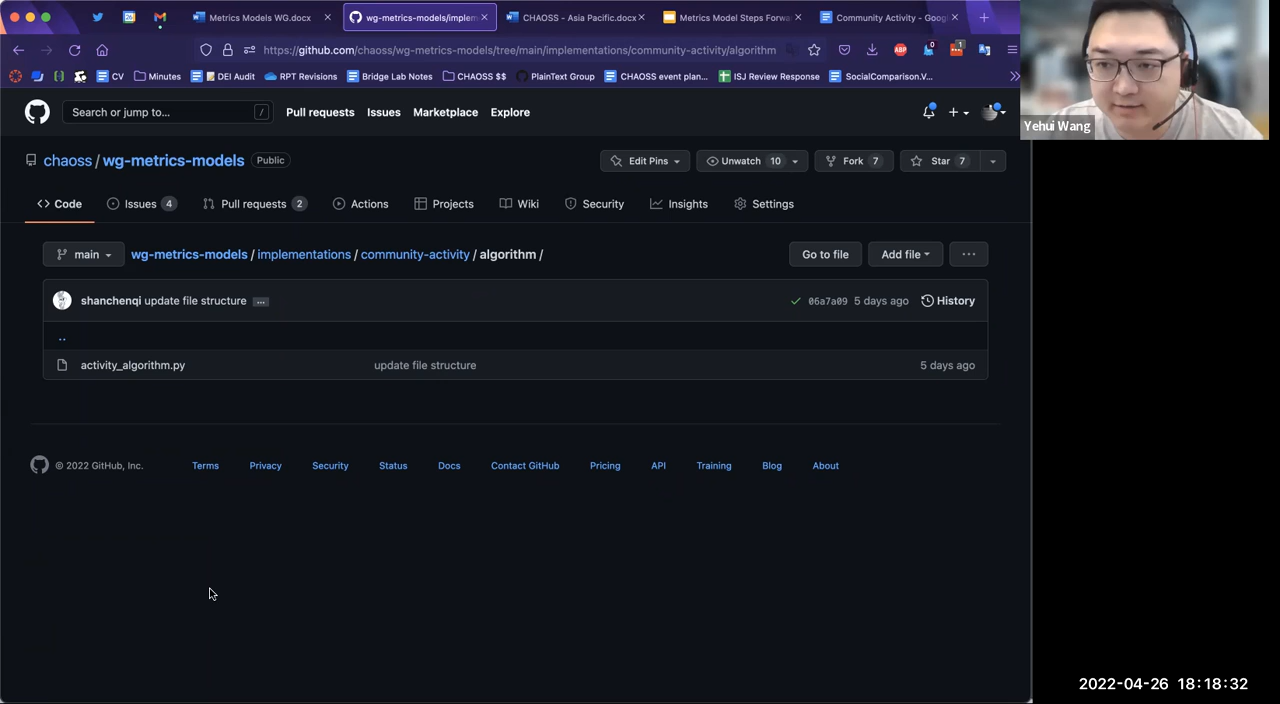 Metrics Models WG.docx
wg-metrics-models/implem
CHAOSS - Asia Pacific.docx
Metrics Model Steps Forwa
Community Activity - Goog
https://github.com/chaoss/wg-metrics-models/tree/main/implementations/community-activity/algorithm
ABP
0
1
CV
Minutes
DEI Audit
RPT Revisions
Bridge Lab Notes
CHAOSS $$
PlainText Group
CHAOSS event plan...
ISJ Review Response
SocialComparison.V...
Yehui Wang
Search or jump to...
/
Pull requests
Issues
Marketplace
Explore
chaoss / wg-metrics-models
Public
Edit Pins
Unwatch 10
Fork 7
Star 7
Code
Issues 4
Pull requests 2
Actions
Projects
Wiki
Security
Insights
Settings
main
wg-metrics-models / implementations / community-activity / algorithm /
Go to file
Add file
...
shanchenqi update file structure ...
06a7a09 5 days ago
History
..
activity_algorithm.py
update file structure
5 days ago
© 2022 GitHub, Inc.
Terms
Privacy
Security
Status
Docs
Contact GitHub
Pricing
API
Training
Blog
About
2022-04-26 18:18:32